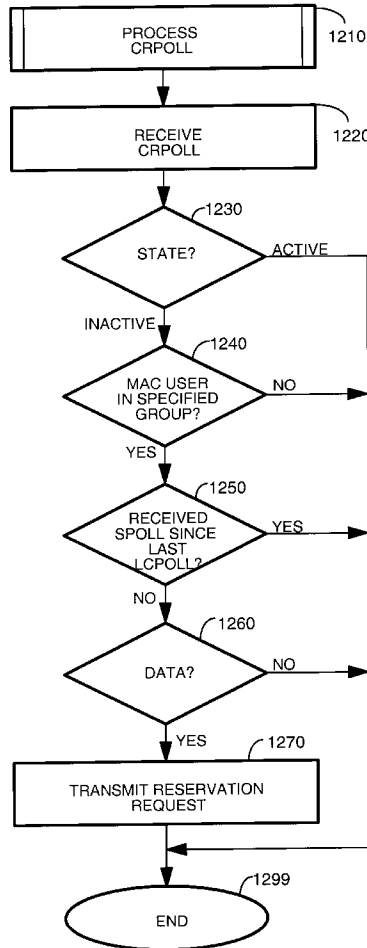 PROCESS
CRPOLL
1210
RECEIVE
CRPOLL
1220
1230
STATE?
ACTIVE
INACTIVE
1240
MAC USER
IN SPECIFIED
GROUP?
NO
YES
1250
RECEIVED
SPOLL SINCE
LAST
LCPOLL?
YES
NO
1260
DATA?
NO
YES
1270
TRANSMIT RESERVATION
REQUEST
1299
END